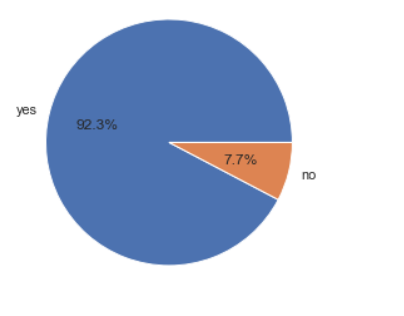 yes
92.3%
7.7%
no